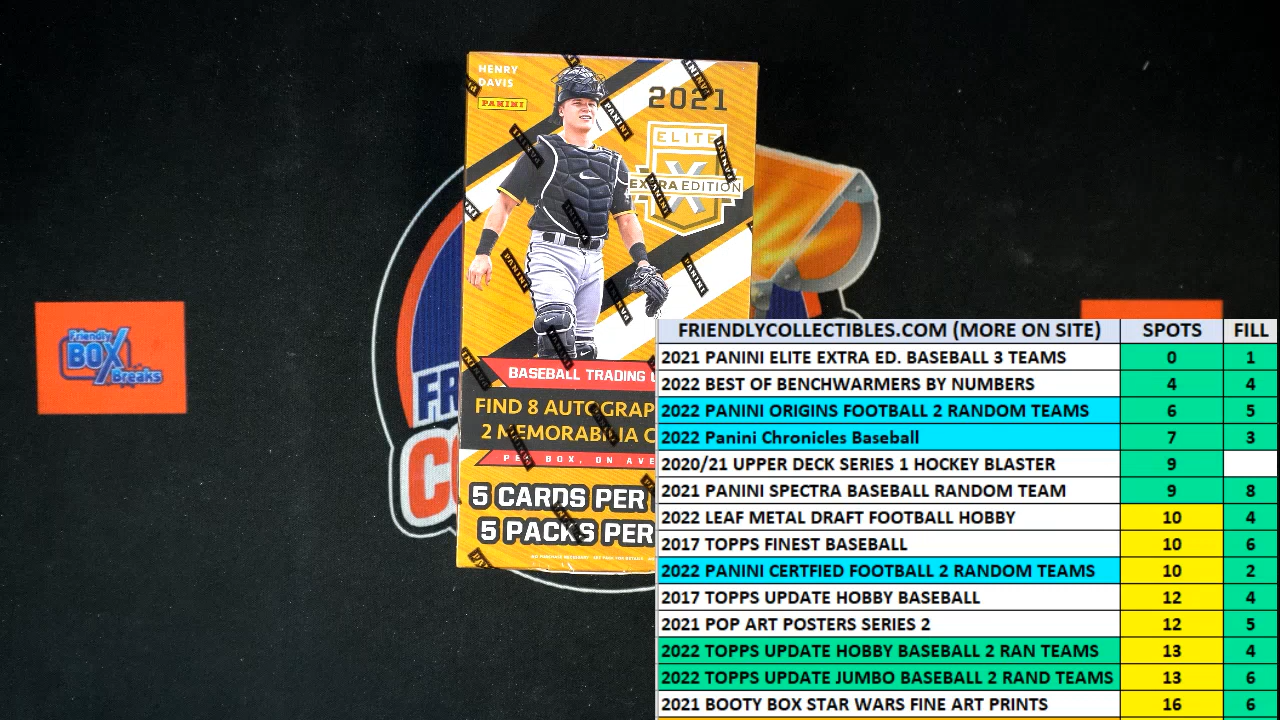 HENRY
DAVIS
PANINI
2021
ELITE
EXTRA EDITION
Friendly
BOX
Breaks
BASEBALL TRADING
FIND 8 AUTOGRAP
2 MEMORABILIA C
PER BOX, ON AVE
5 CARDS PER
5 PACKS PER
FR
CO
FRIENDLYCOLLECTIBLES.COM (MORE ON SITE) SPOTS FILL
2021 PANINI ELITE EXTRA ED. BASEBALL 3 TEAMS 0 1
2022 BEST OF BENCHWARMERS BY NUMBERS 4 4
2022 PANINI ORIGINS FOOTBALL 2 RANDOM TEAMS 6 5
2022 Panini Chronicles Baseball 7 3
2020/21 UPPER DECK SERIES 1 HOCKEY BLASTER 9
2021 PANINI SPECTRA BASEBALL RANDOM TEAM 9 8
2022 LEAF METAL DRAFT FOOTBALL HOBBY 10 4
2017 TOPPS FINEST BASEBALL 10 6
2022 PANINI CERTFIED FOOTBALL 2 RANDOM TEAMS 10 2
2017 TOPPS UPDATE HOBBY BASEBALL 12 4
2021 POP ART POSTERS SERIES 2 12 5
2022 TOPPS UPDATE HOBBY BASEBALL 2 RAN TEAMS 13 4
2022 TOPPS UPDATE JUMBO BASEBALL 2 RAND TEAMS 13 6
2021 BOOTY BOX STAR WARS FINE ART PRINTS 16 6